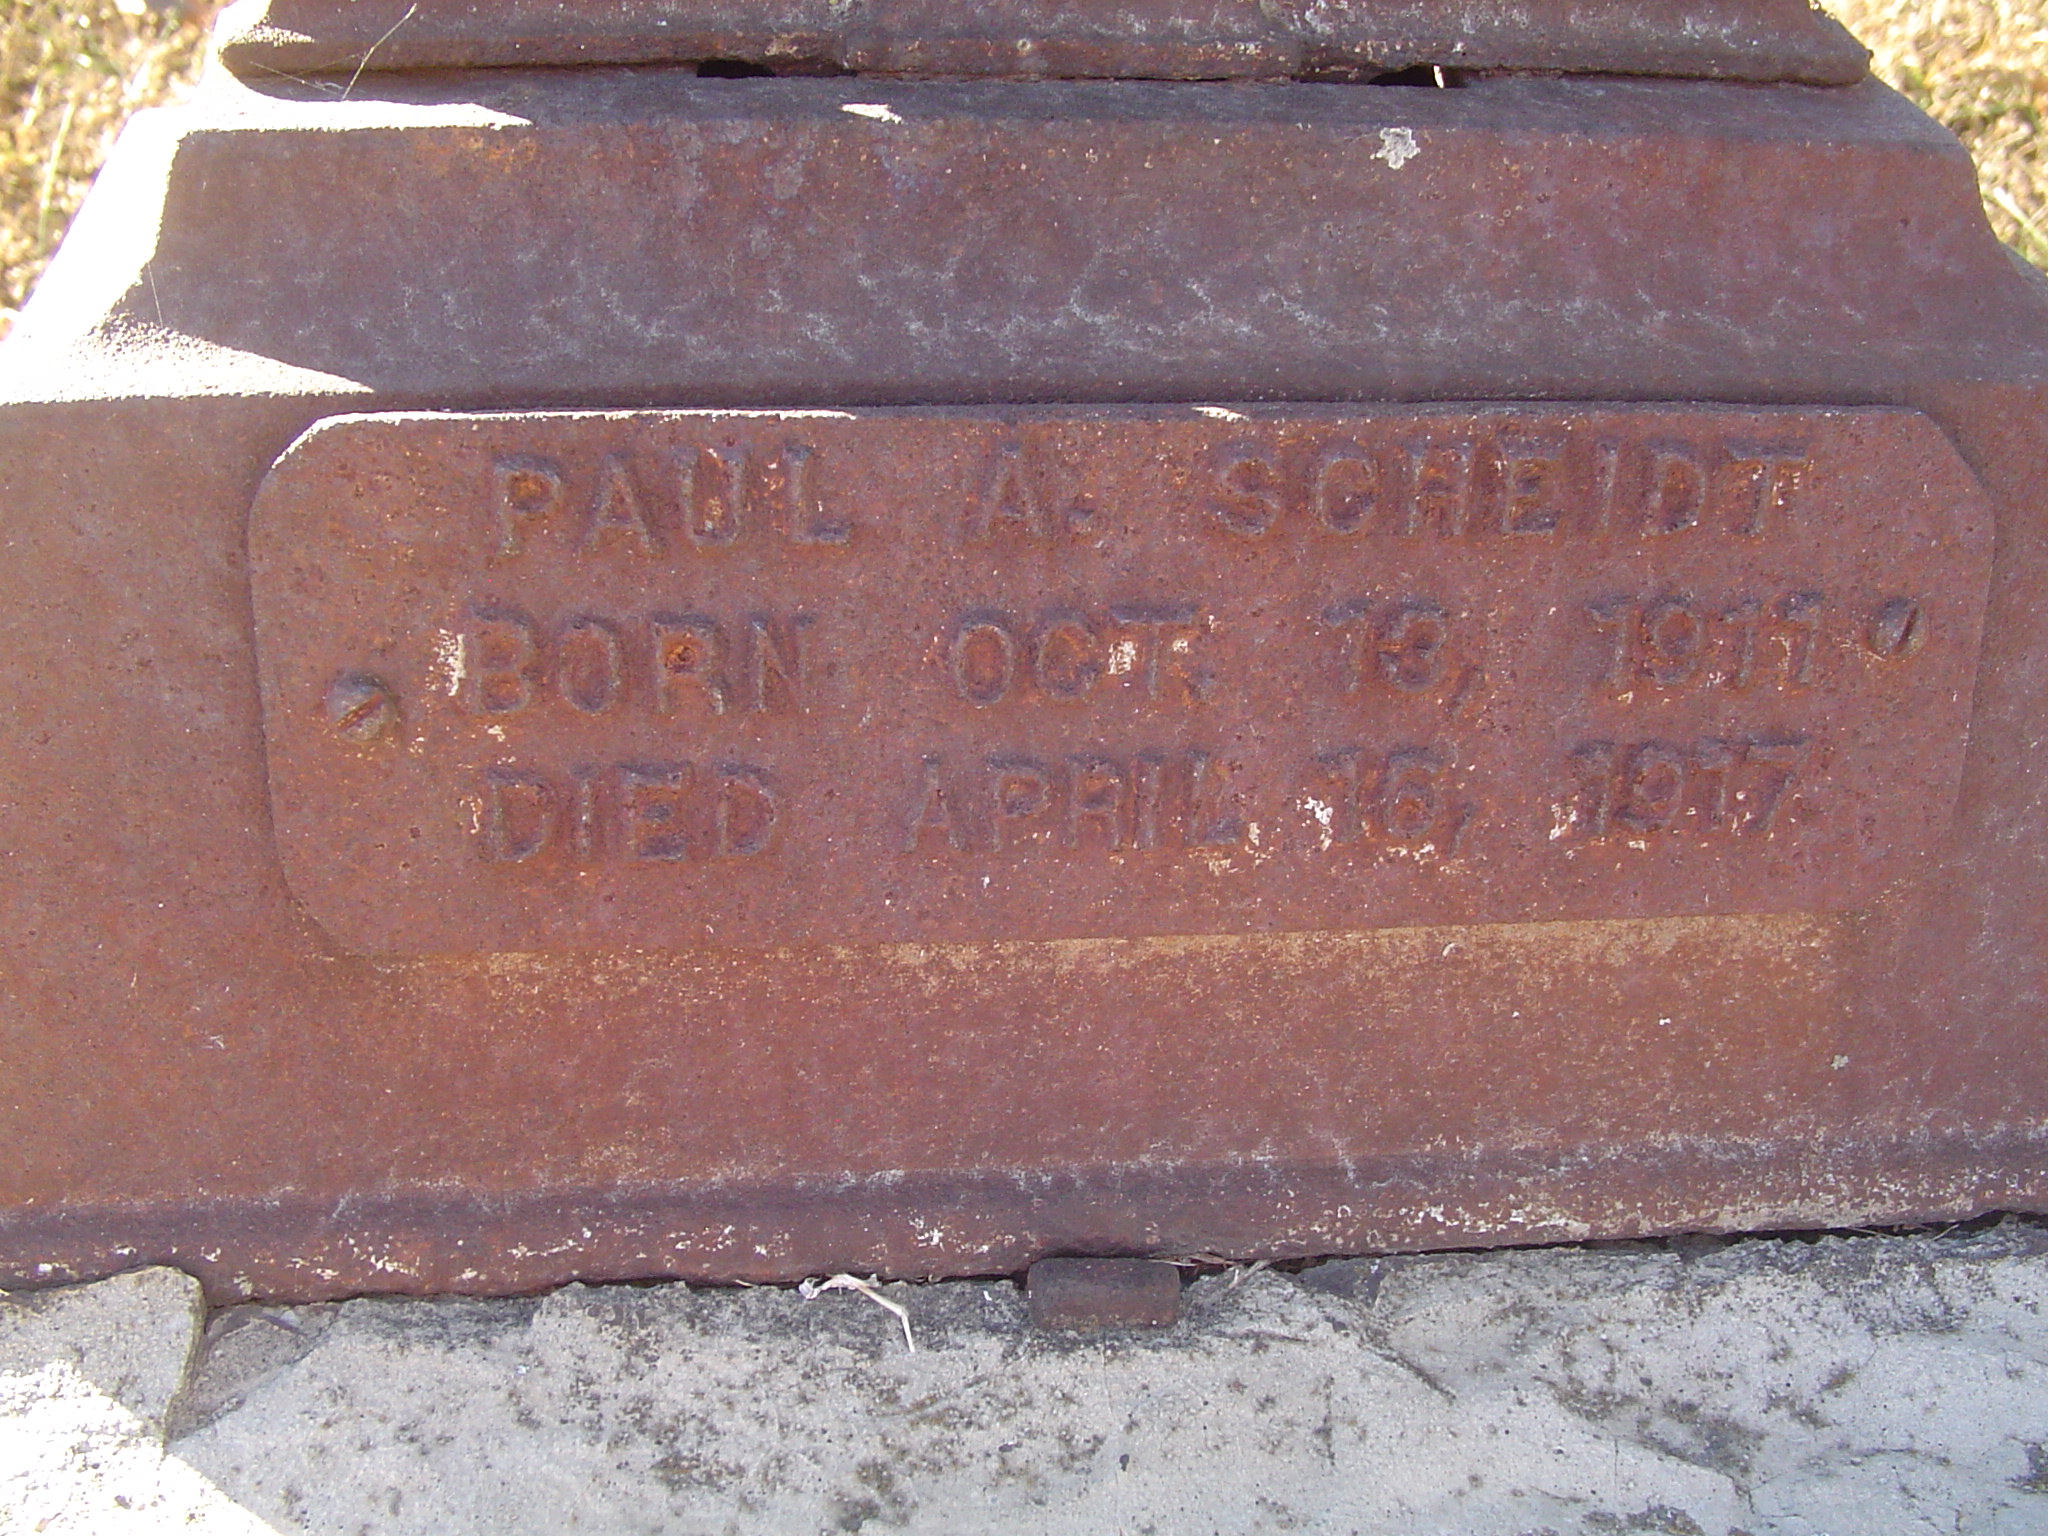 PAUL A. SCHEIDT
BORN OCT. 13, 1911
DIED APRIL 16, 1917